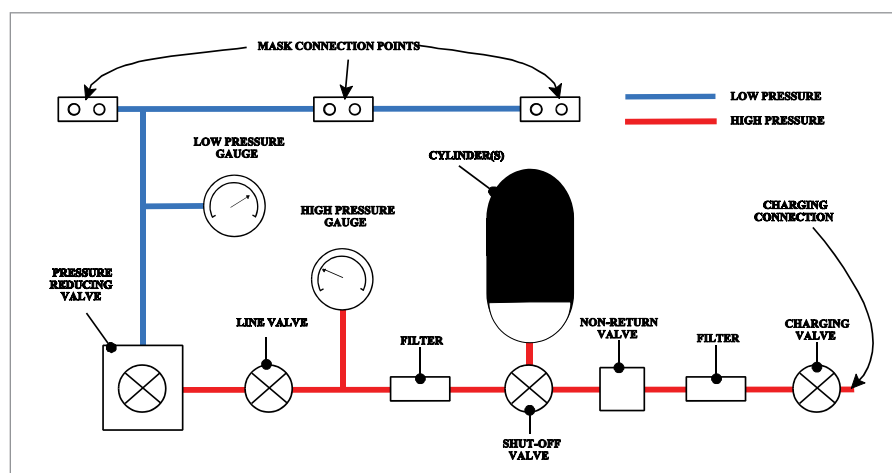 MASK CONNECTION POINTS
LOW PRESSURE
HIGH PRESSURE
LOW PRESSURE
GAUGE
CYLINDER(S)
HIGH PRESSURE
GAUGE
CHARGING
CONNECTION
PRESSURE
REDUCING
VALVE
LINE VALVE
FILTER
NON-RETURN
VALVE
FILTER
CHARGING
VALVE
SHUT-OFF
VALVE